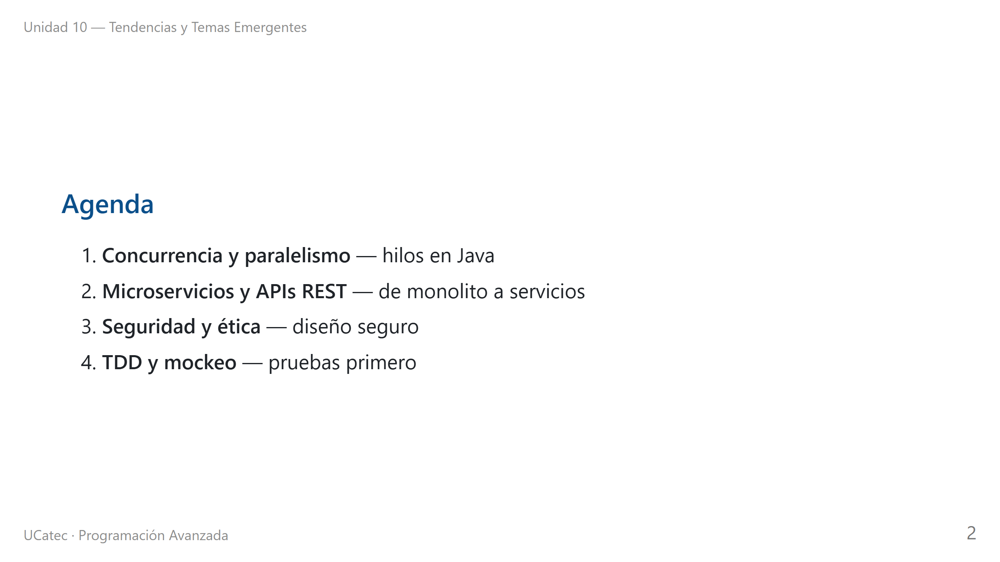 Unidad 10 — Tendencias y Temas Emergentes
Agenda
1. Concurrencia y paralelismo — hilos en Java
2. Microservicios y APIs REST — de monolito a servicios
3. Seguridad y ética — diseño seguro
4. TDD y mockeo — pruebas primero
UCatec · Programación Avanzada
2